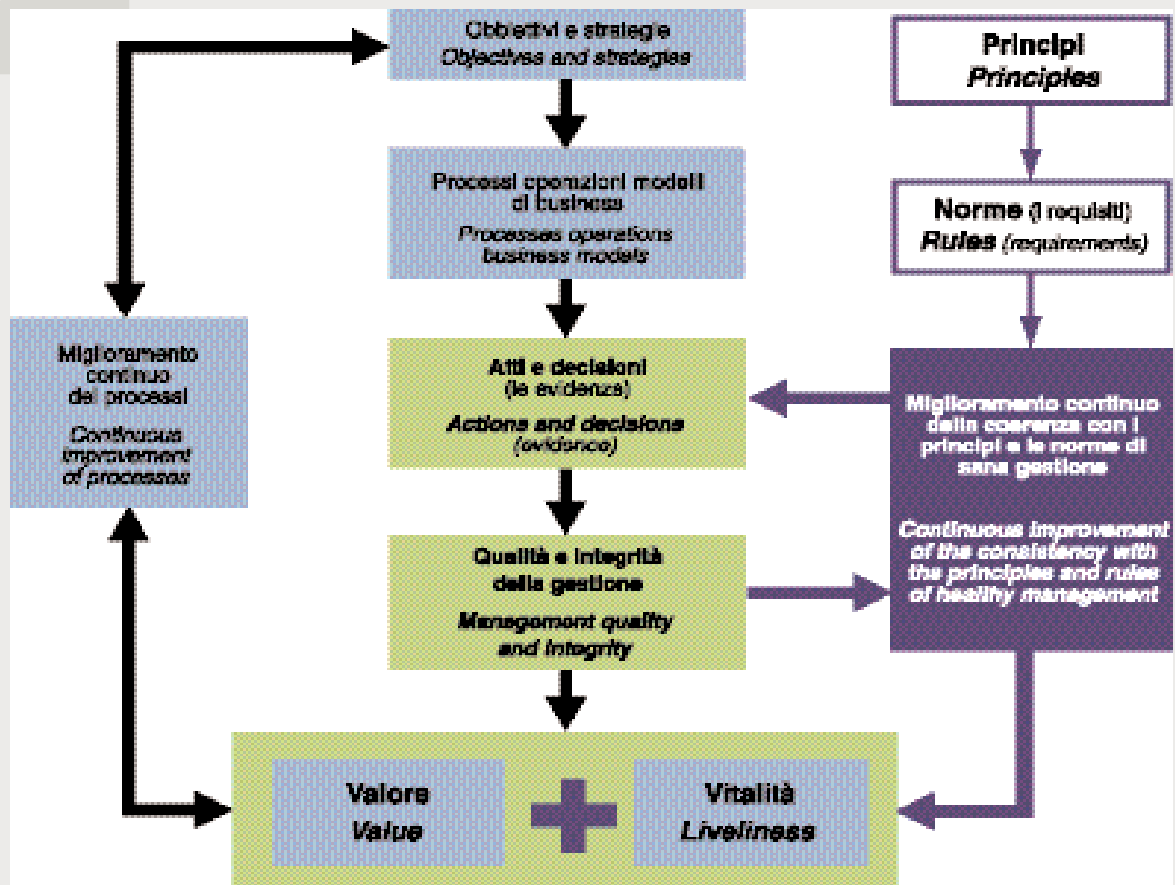 Obbiettivi e strategie
Objectives and strategies
Principi
Principles
Processi operazioni modelli
di business
Processes operations
business models
Norme (i requisiti)
Rules (requirements)
Miglioramento
continuo
dei processi
Continuous
improvement
of processes
Atti e decisioni
(le evidenze)
Actions and decisions
(evidence)
Miglioramento continuo
della coerenza con i
principi e le norme di
sana gestione
Continuous improvement
of the consistency with
the principles and rules
of healthy management
Qualità e integrità
della gestione
Management quality
and integrity
Valore
Value
Vitalità
Liveliness